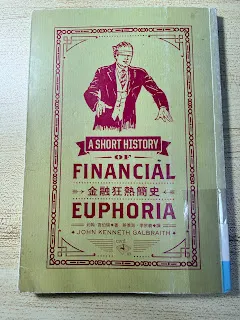 A SHORT HISTORY
OF
FINANCIAL
金融狂熱簡史
EUPHORIA
JOHN KENNETH GALBRAITH